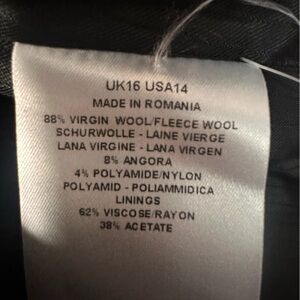 UK16 USA14
MADE IN ROMANIA
88% VIRGIN WOOL/FLEECE WOOL
SCHURWOLLE - LAINE VIERGE
LANA VIRGINE - LANA VIRGEN
8% ANGORA
4% POLYAMIDE/NYLON
POLYAMID - POLIAMMIDICA
LININGS
62% VISCOSE/RAYON
38% ACETATE